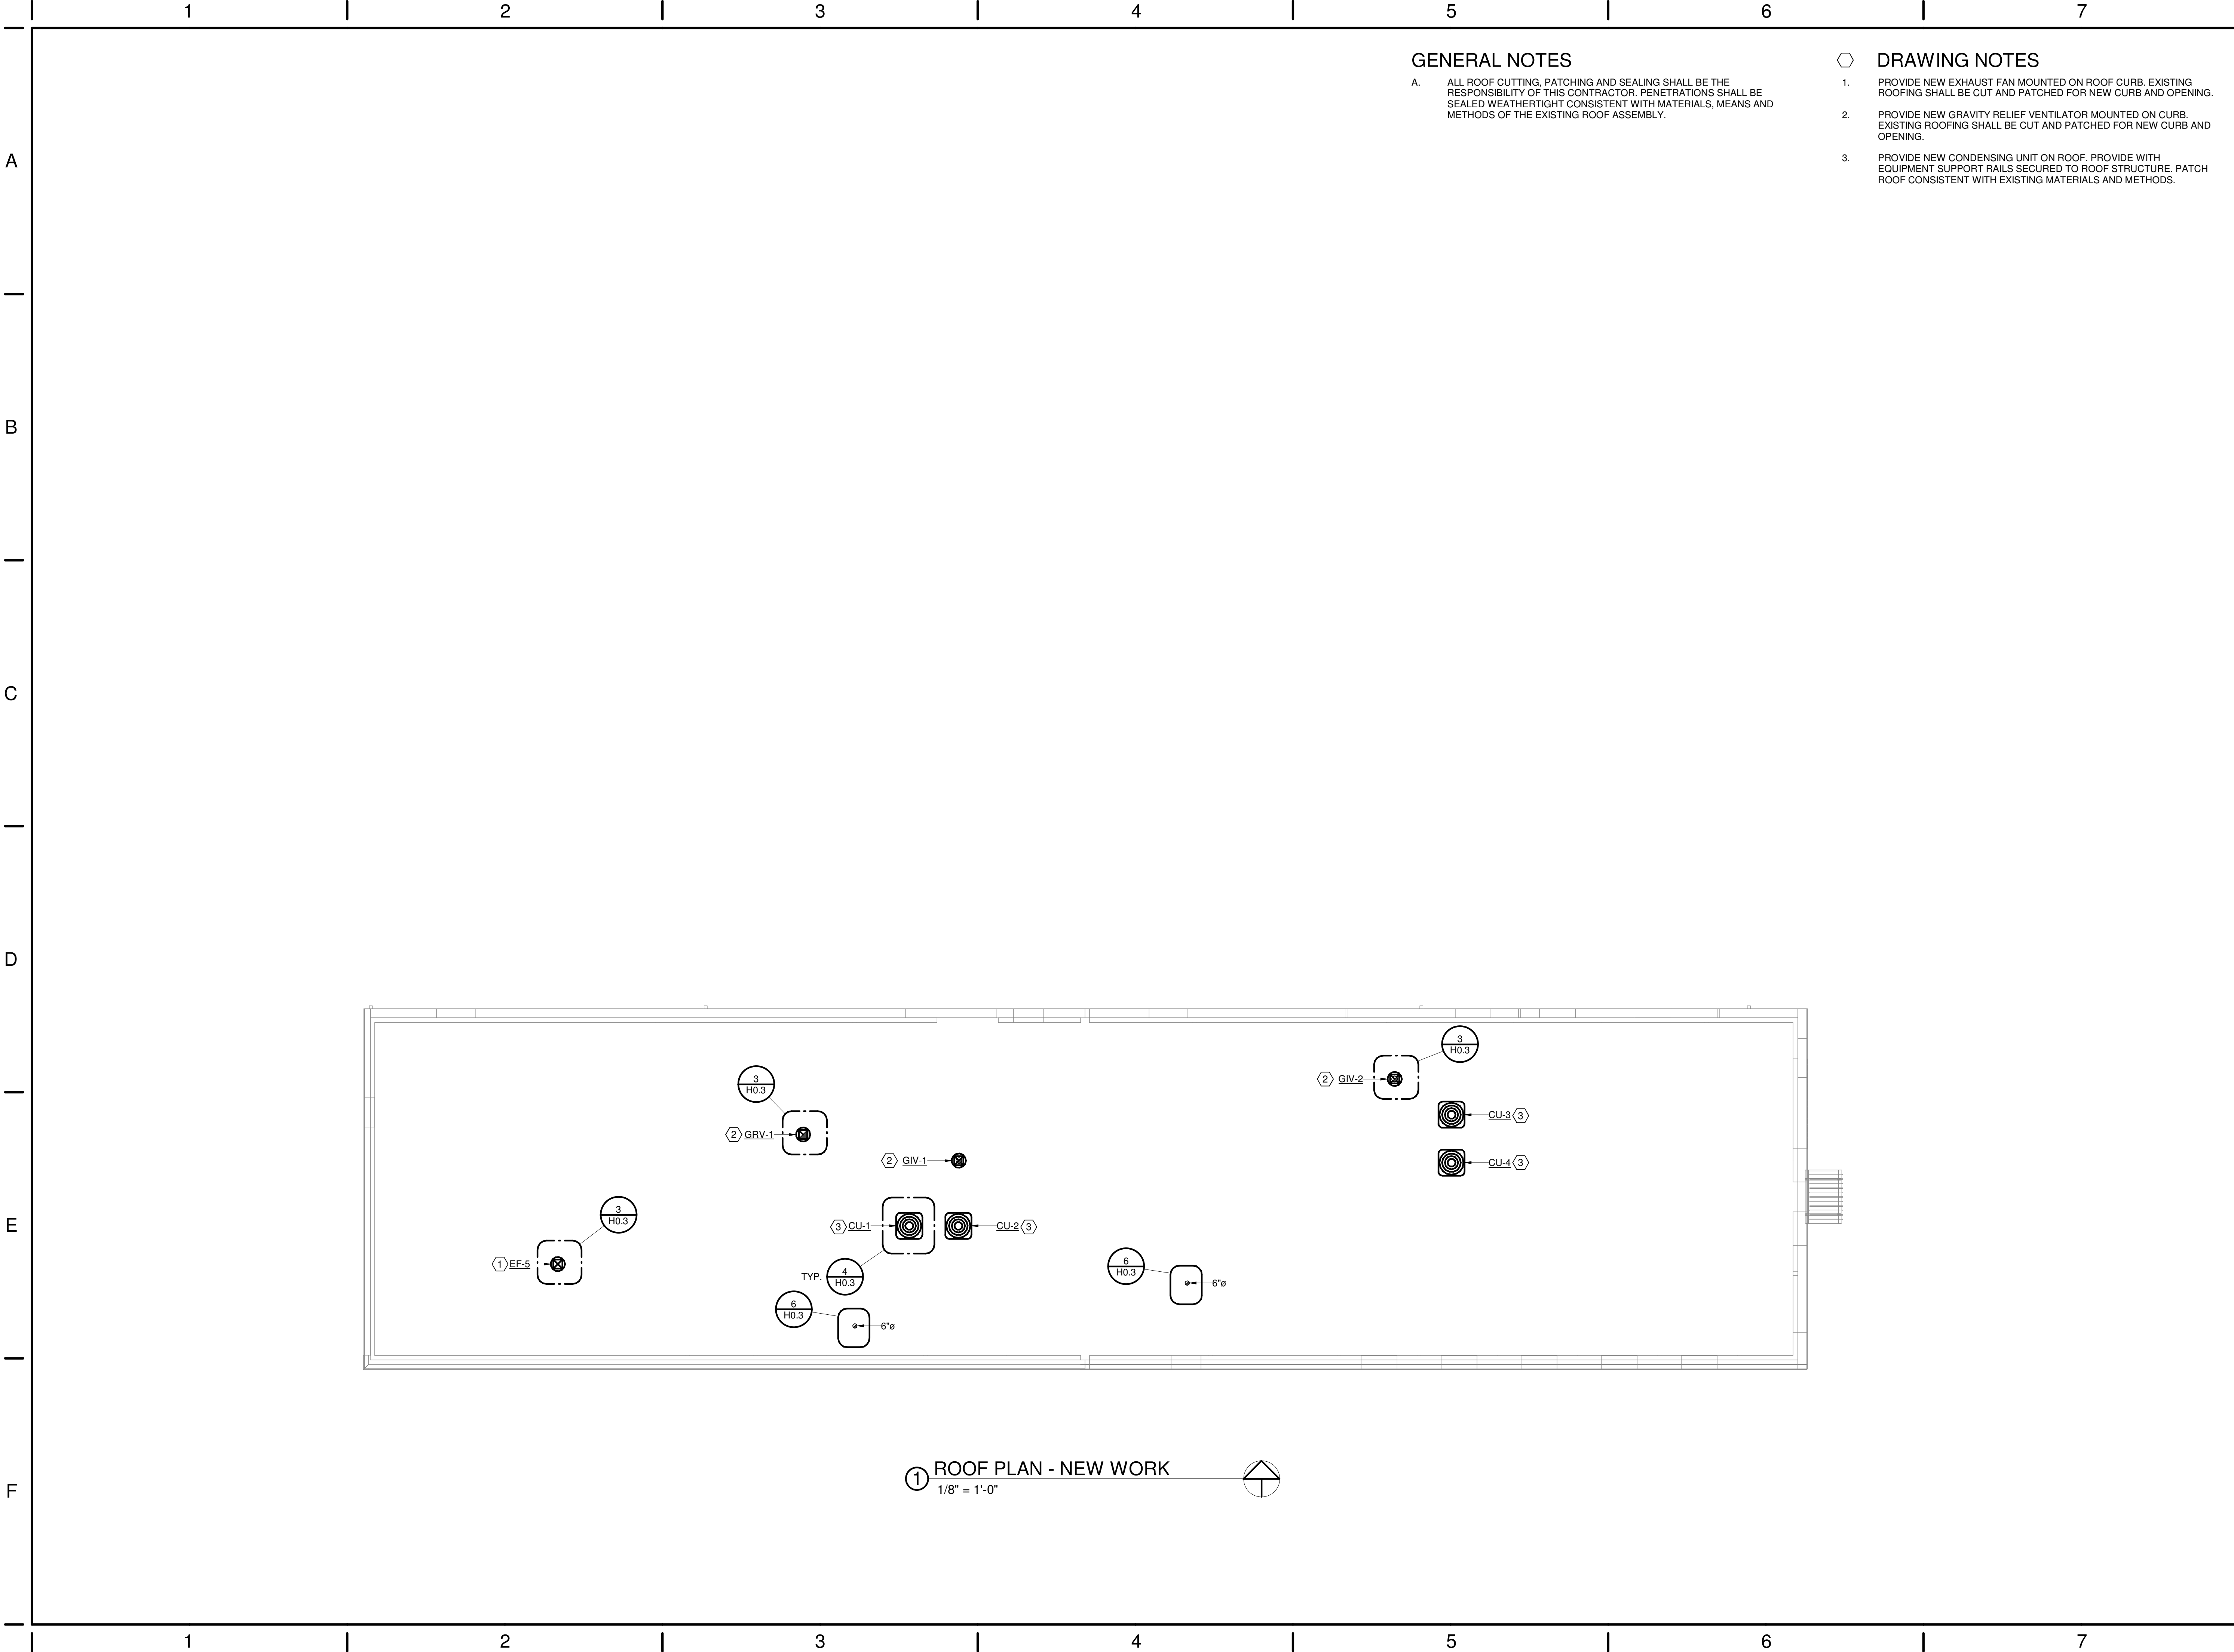 1 2 3 4 5 6 7
GENERAL NOTES
A. ALL ROOF CUTTING, PATCHING AND SEALING SHALL BE THE
RESPONSIBILITY OF THIS CONTRACTOR. PENETRATIONS SHALL BE
SEALED WEATHERTIGHT CONSISTENT WITH MATERIALS, MEANS AND
METHODS OF THE EXISTING ROOF ASSEMBLY.
DRAWING NOTES
1. PROVIDE NEW EXHAUST FAN MOUNTED ON ROOF CURB. EXISTING
ROOFING SHALL BE CUT AND PATCHED FOR NEW CURB AND OPENING.
2. PROVIDE NEW GRAVITY RELIEF VENTILATOR MOUNTED ON CURB.
EXISTING ROOFING SHALL BE CUT AND PATCHED FOR NEW CURB AND
OPENING.
3. PROVIDE NEW CONDENSING UNIT ON ROOF. PROVIDE WITH
EQUIPMENT SUPPORT RAILS SECURED TO ROOF STRUCTURE. PATCH
ROOF CONSISTENT WITH EXISTING MATERIALS AND METHODS.
A
B
C
D
E
F
3
H0.3
2 GIV-2
3
H0.3
CU-3 3
2 GRV-1
2 GIV-1
CU-4 3
3
H0.3
3 CU-1
CU-2 3
1 EF-5
6
H0.3
6"ø
TYP. 4
H0.3
6
H0.3
6"ø
1 ROOF PLAN - NEW WORK
1/8" = 1'-0"
1 2 3 4 5 6 7